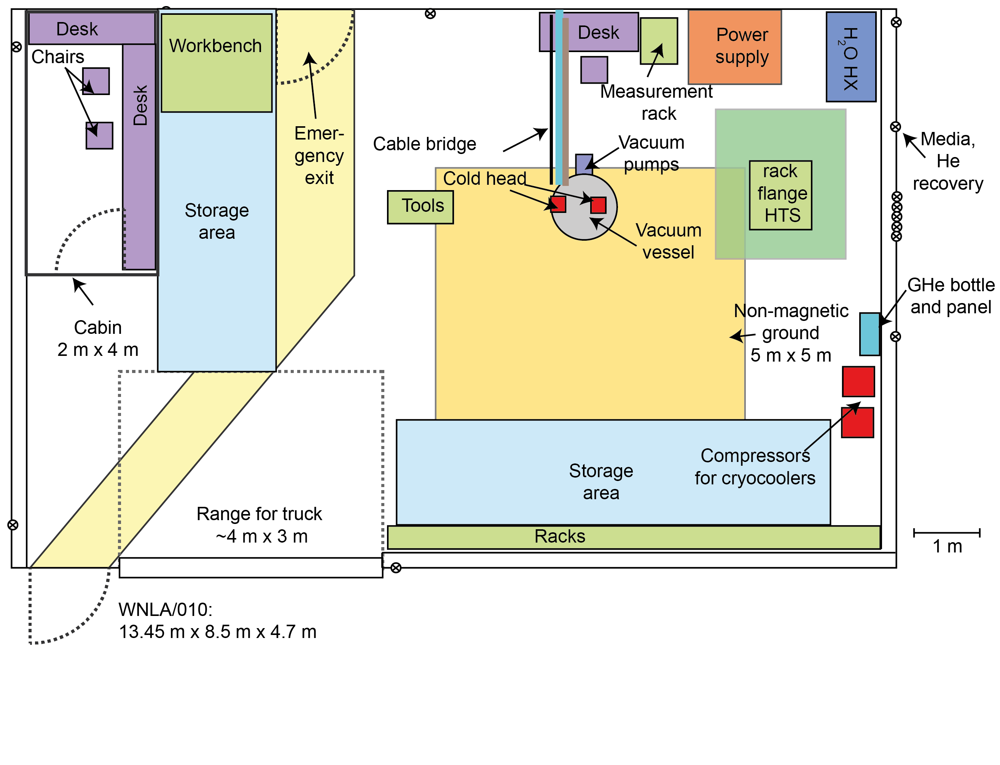 Desk
Chairs
Desk
Workbench
Storage
area
Emer-
gency
exit
Cabin
2 m x 4 m
Desk
Measurement
rack
Power
supply
H2O HX
Cable bridge
Vacuum
pumps
Cold head
Tools
Vacuum
vessel
rack
flange
HTS
Media,
He
recovery
GHe bottle
and panel
Non-magnetic
ground
5 m x 5 m
Compressors
for cryocoolers
Storage
area
Range for truck
~4 m x 3 m
Racks
1 m
WNLA/010:
13.45 m x 8.5 m x 4.7 m